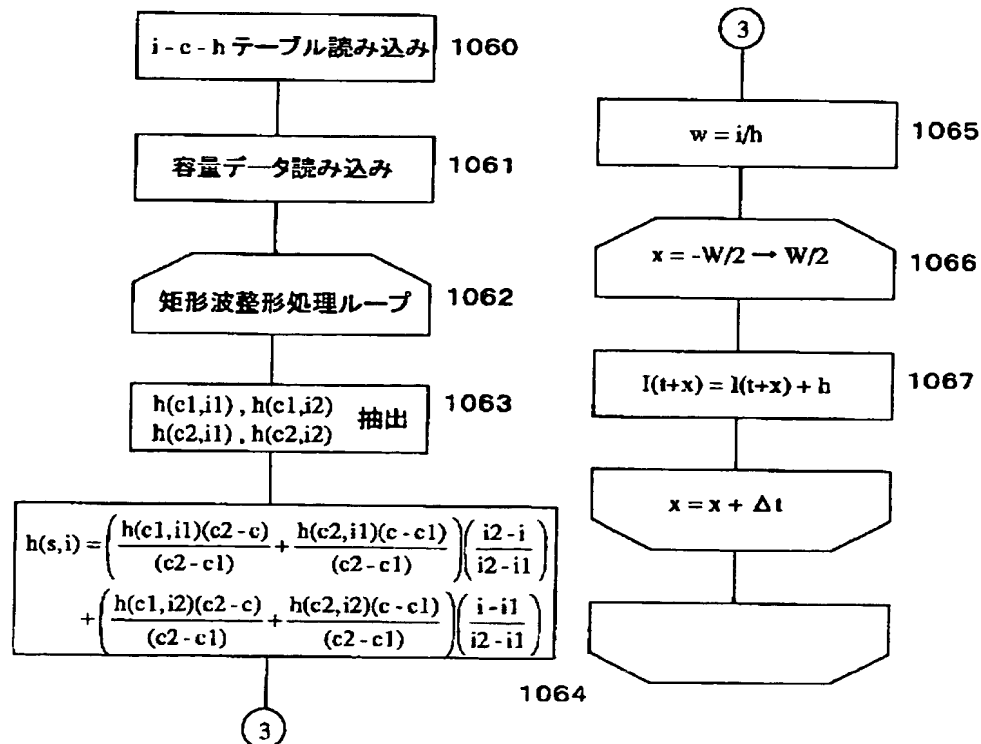 i - c - h テーブル読み込み 1060
容量データ読み込み 1061
矩形波整形処理ループ 1062
h(c1,i1) , h(c1,i2)
h(c2,i1) , h(c2,i2) 抽出 1063
h(s,i) = (h(c1,i1)(c2-c)/(c2-c1) + h(c2,i1)(c-c1)/(c2-c1))(i2-i/i2-i1)
+ (h(c1,i2)(c2-c)/(c2-c1) + h(c2,i2)(c-c1)/(c2-c1))(i-i1/i2-i1)
1064
3
3
w = i/h 1065
x = -W/2 → W/2 1066
I(t+x) = I(t+x) + h 1067
x = x + Δt